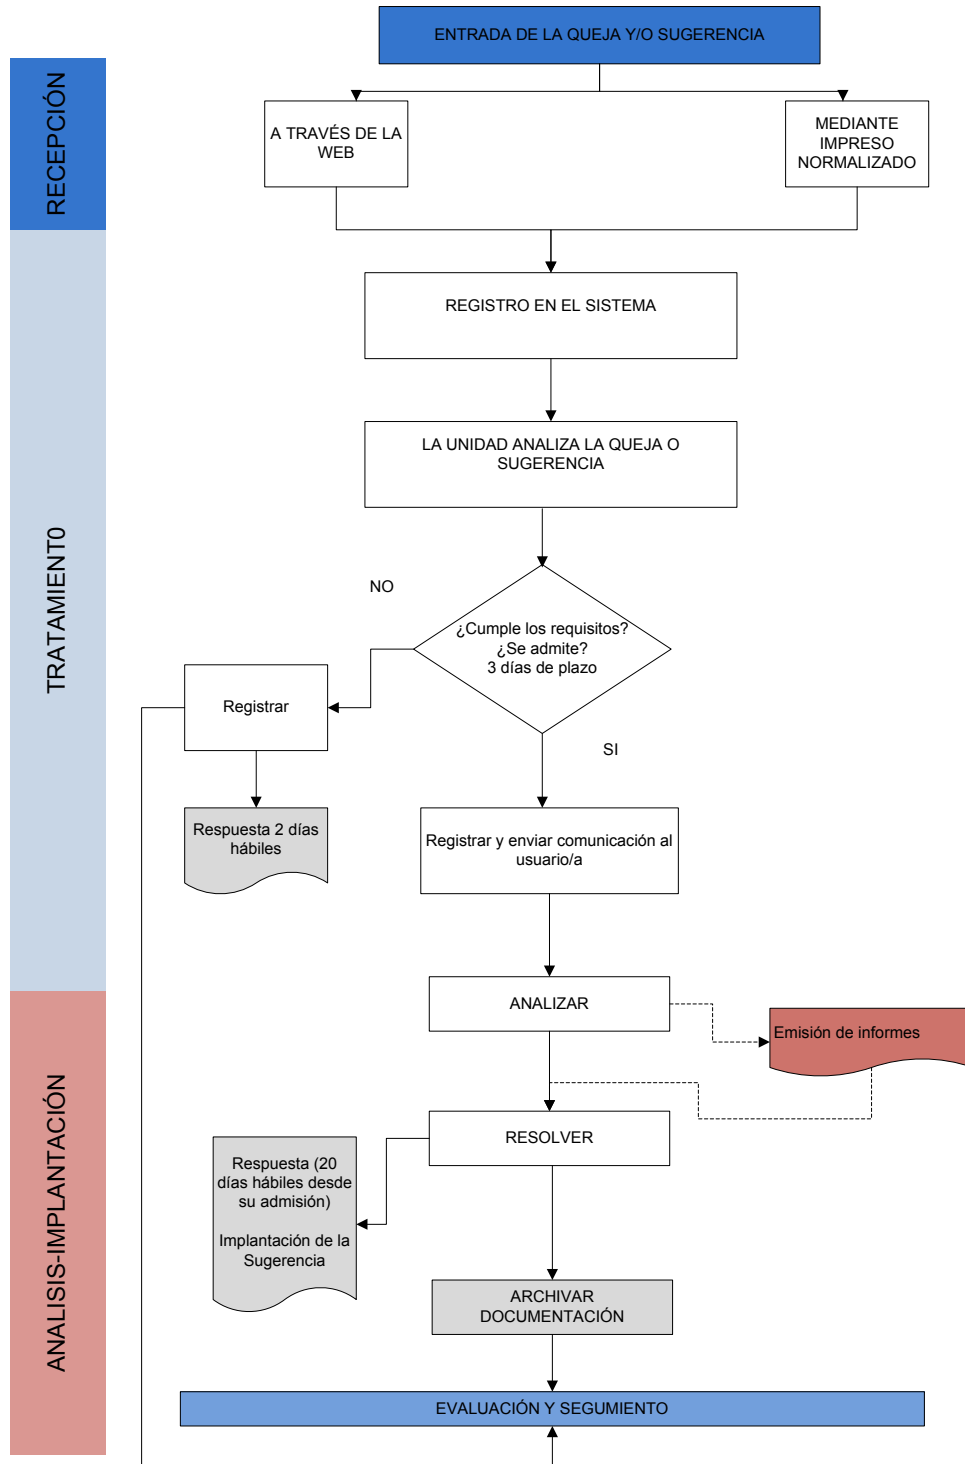 ENTRADA DE LA QUEJA Y/O SUGERENCIA
RECEPCIÓN
A TRAVÉS DE LA
WEB
MEDIANTE
IMPRESO
NORMALIZADO
REGISTRO EN EL SISTEMA
LA UNIDAD ANALIZA LA QUEJA O
SUGERENCIA
TRATAMIENT0
NO
¿Cumple los requisitos?
¿Se admite?
3 días de plazo
Registrar
SI
Respuesta 2 días
hábiles
Registrar y enviar comunicación al
usuario/a
ANALIZAR
Emisión de informes
ANALISIS-IMPLANTACIÓN
RESOLVER
Respuesta (20
días hábiles desde
su admisión)
Implantación de la
Sugerencia
ARCHIVAR
DOCUMENTACIÓN
EVALUACIÓN Y SEGUMIENTO